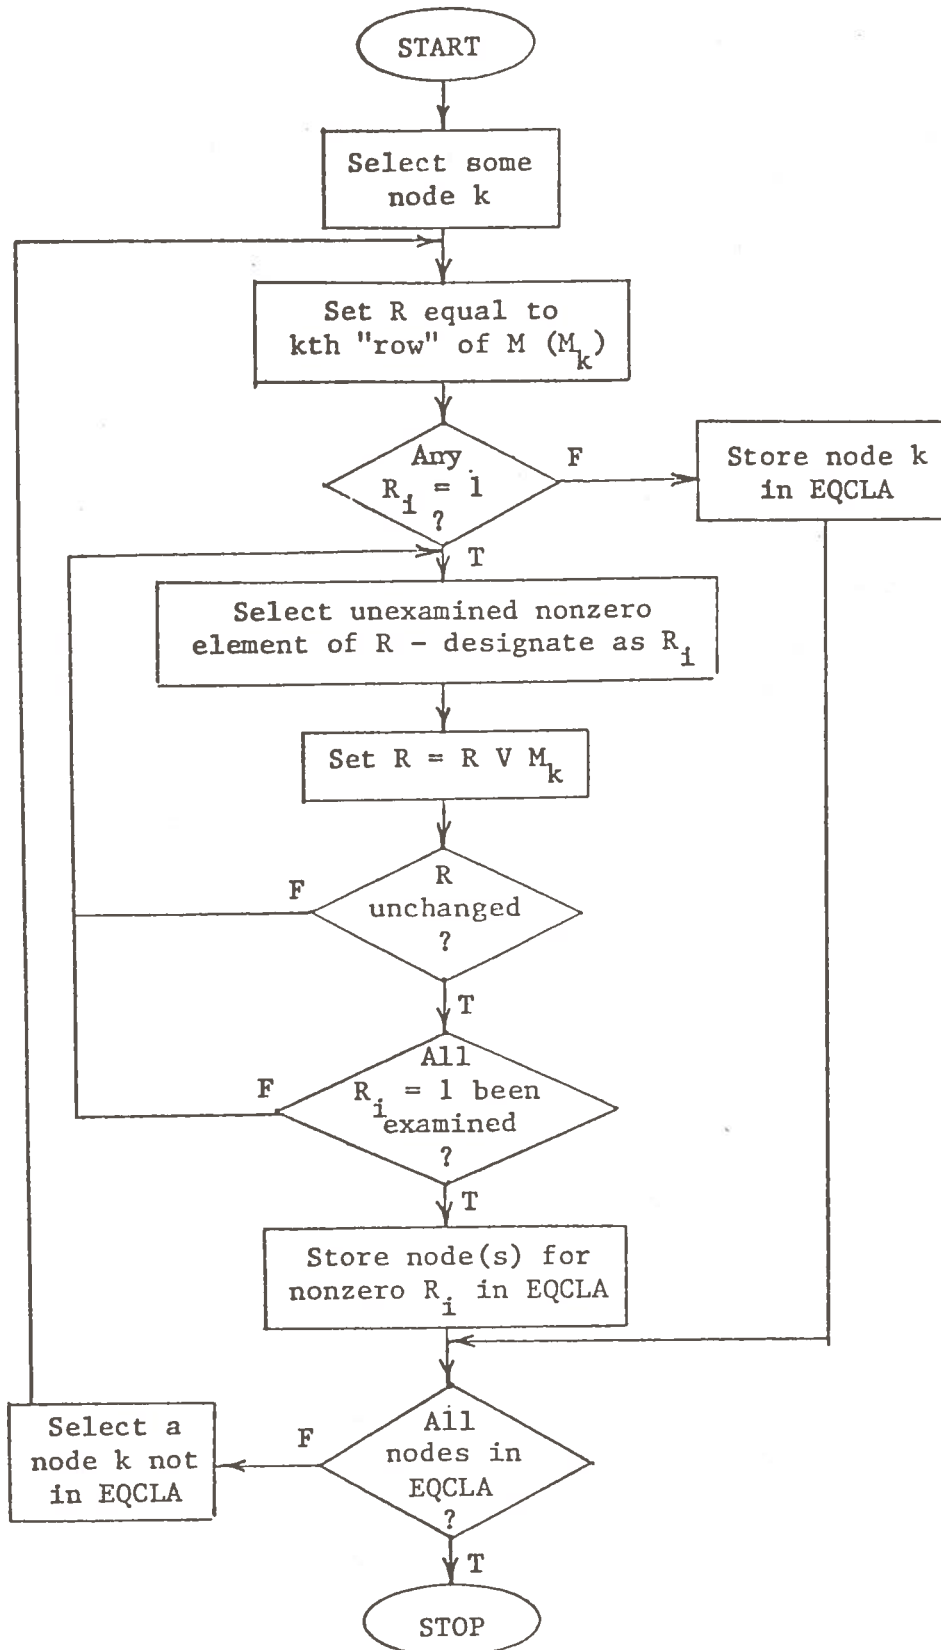 START
Select some
node k
Set R equal to
kth "row" of M (M_k)
Any
R_i = 1
?
F
Store node k
in EQCLA
T
Select unexamined nonzero
element of R - designate as R_i
Set R = R V M_k
R
unchanged
?
F
T
All
R_i = 1 been
examined
?
F
T
Store node(s) for
nonzero R_i in EQCLA
All
nodes in
EQCLA
?
F
Select a
node k not
in EQCLA
T
STOP